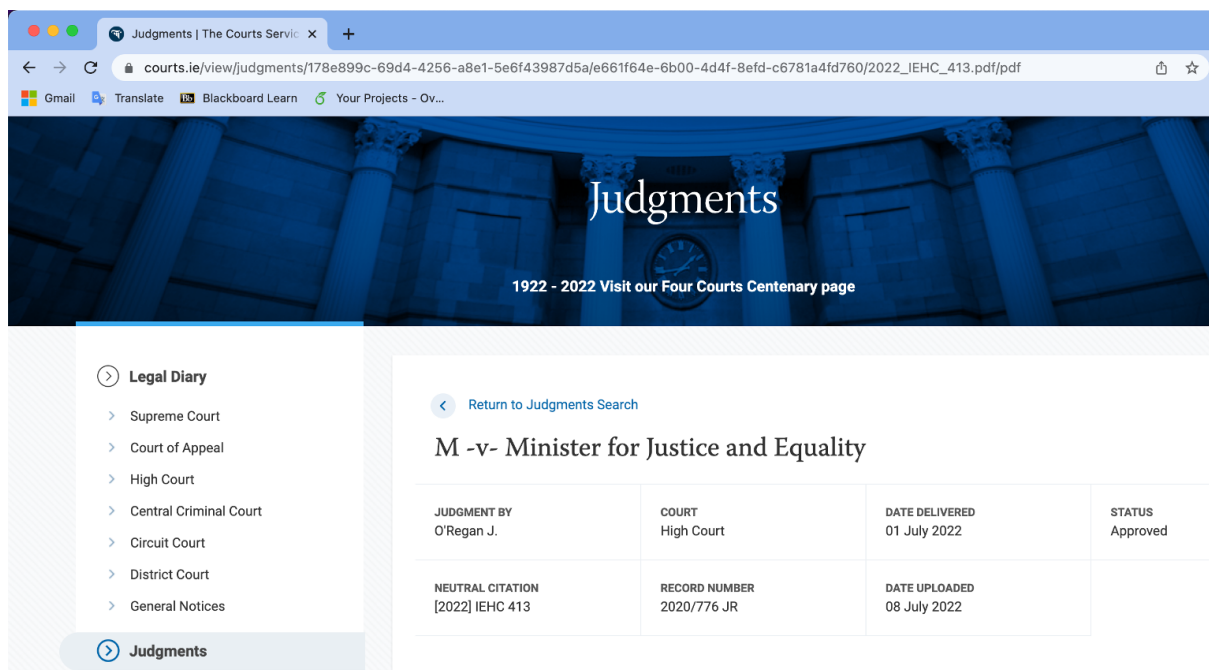 Judgments | The Courts Servic
courts.ie/view/judgments/178e899c-69d4-4256-a8e1-5e6f43987d5a/e661f64e-6b00-4d4f-8efd-c6781a4fd760/2022_IEHC_413.pdf/pdf
Gmail Translate Bb Blackboard Learn Your Projects - Ov...
Judgments
1922 - 2022 Visit our Four Courts Centenary page
Legal Diary
Supreme Court
Court of Appeal
High Court
Central Criminal Court
Circuit Court
District Court
General Notices
Judgments
Return to Judgments Search
M -v- Minister for Justice and Equality
JUDGMENT BY COURT DATE DELIVERED STATUS
O'Regan J. High Court 01 July 2022 Approved
NEUTRAL CITATION RECORD NUMBER DATE UPLOADED
[2022] IEHC 413 2020/776 JR 08 July 2022